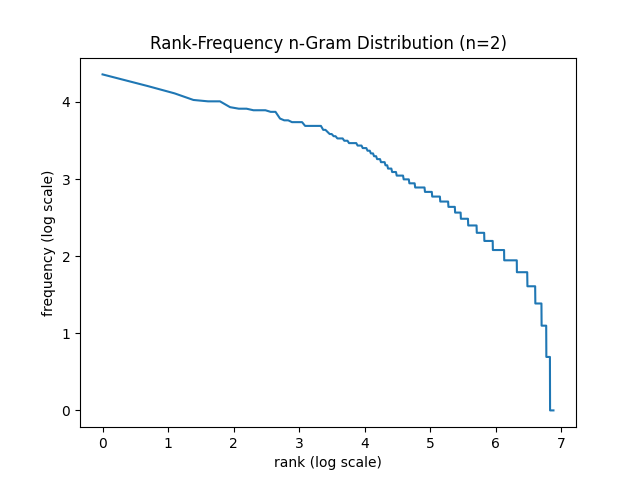 Rank-Frequency n-Gram Distribution (n=2)
frequency (log scale)
4
3
2
1
0
0 1 2 3 4 5 6 7
rank (log scale)